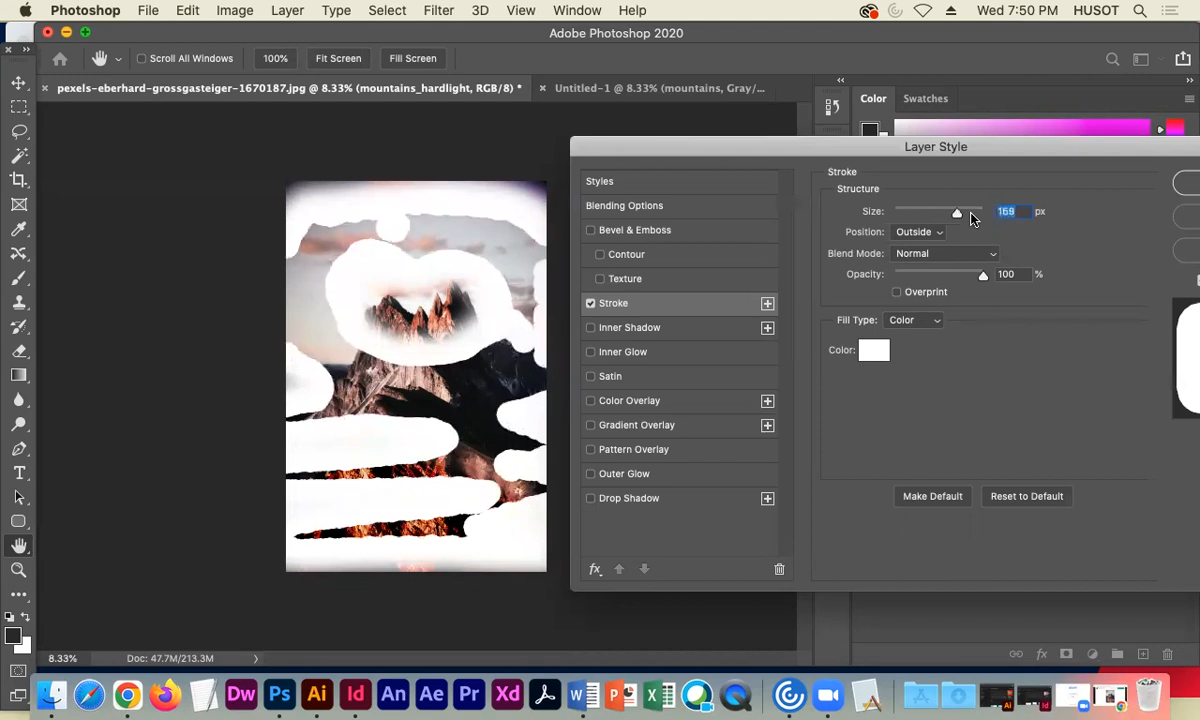 Photoshop File Edit Image Layer Type Select Filter 3D View Window Help Wed 7:50 PM HUSOT
Adobe Photoshop 2020
Scroll All Windows 100% Fit Screen Fill Screen
pexels-eberhard-grossgasteiger-1670187.jpg @ 8.33% (mountains_hardlight, RGB/8) * Untitled-1 @ 8.33% (mountains, Gray/...
Color Swatches
Layer Style
Styles
Blending Options
Bevel & Emboss
Contour
Texture
Stroke
Inner Shadow
Inner Glow
Satin
Color Overlay
Gradient Overlay
Pattern Overlay
Outer Glow
Drop Shadow
fx
Stroke
Structure
Size: 169 px
Position: Outside
Blend Mode: Normal
Opacity: 100 %
Overprint
Fill Type: Color
Color:
Make Default Reset to Default
T
8.33% Doc: 47.7M/213.3M
fx
Dw Ps Ai Id An Ae Pr Xd W P X